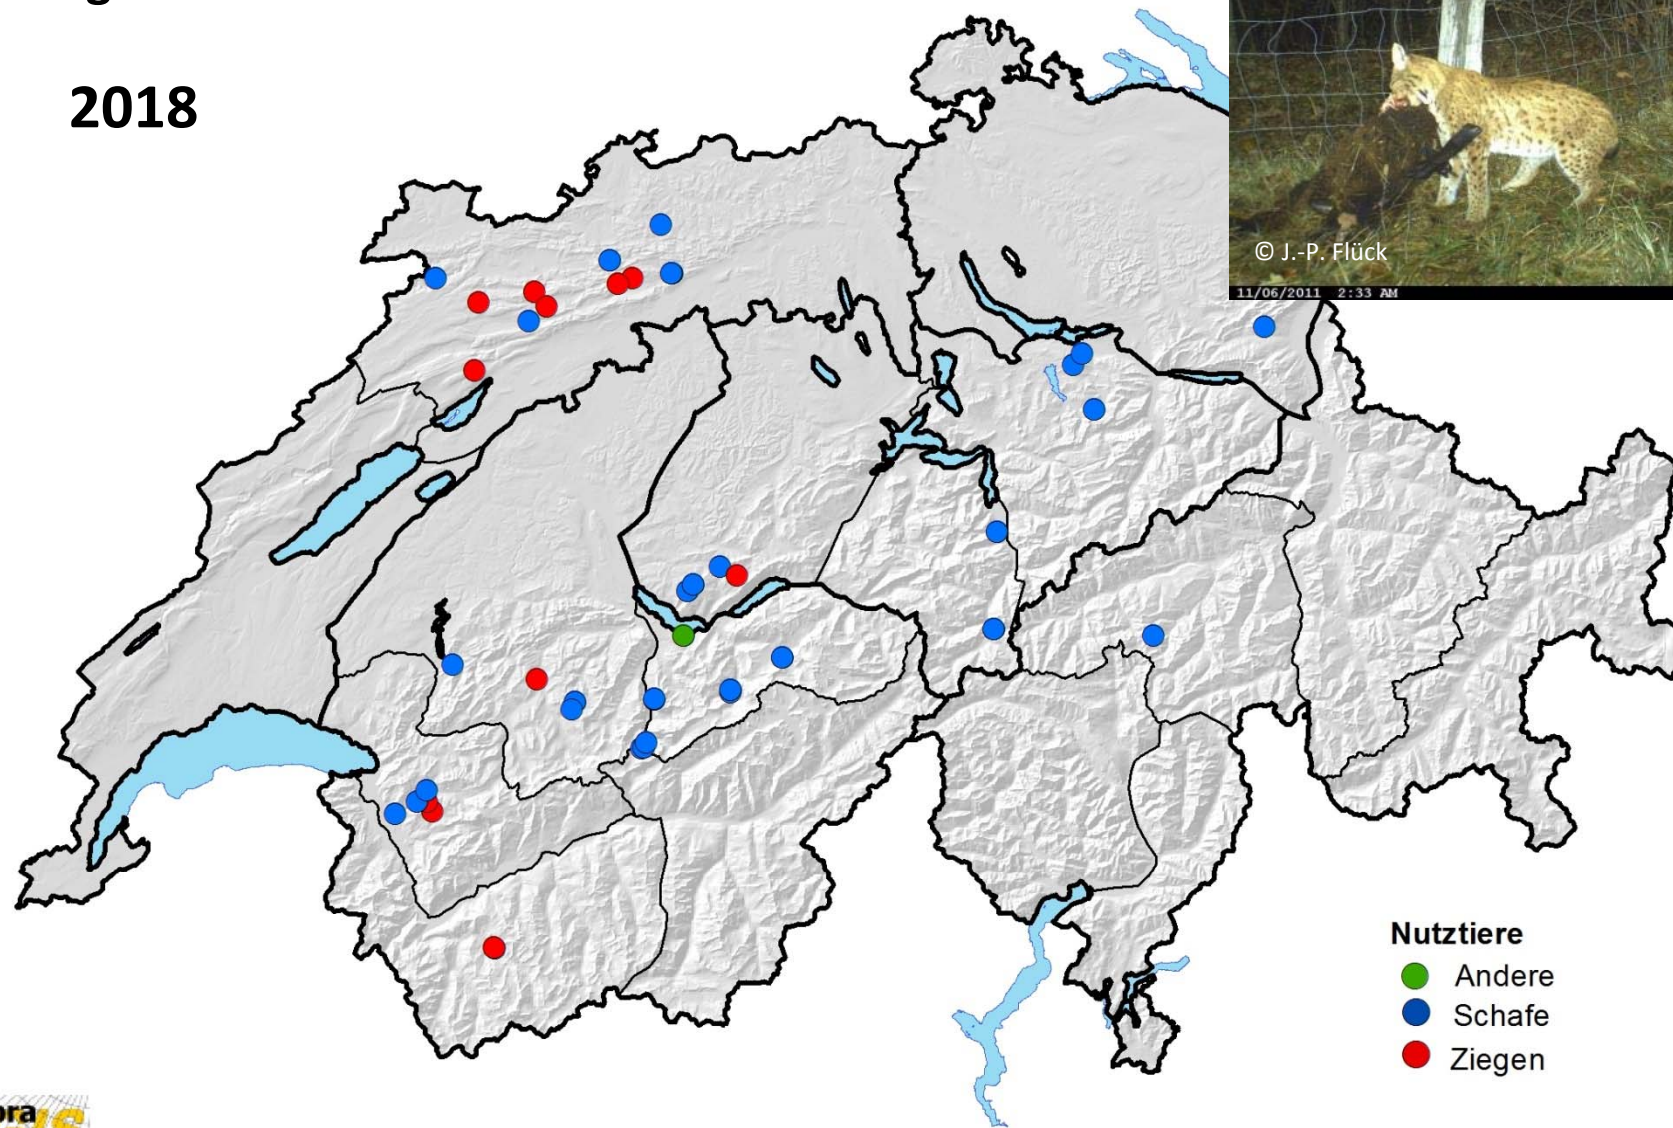 2018
© J.-P. Flück
11/06/2011 2:33 AM
Nutztiere
Andere
Schafe
Ziegen